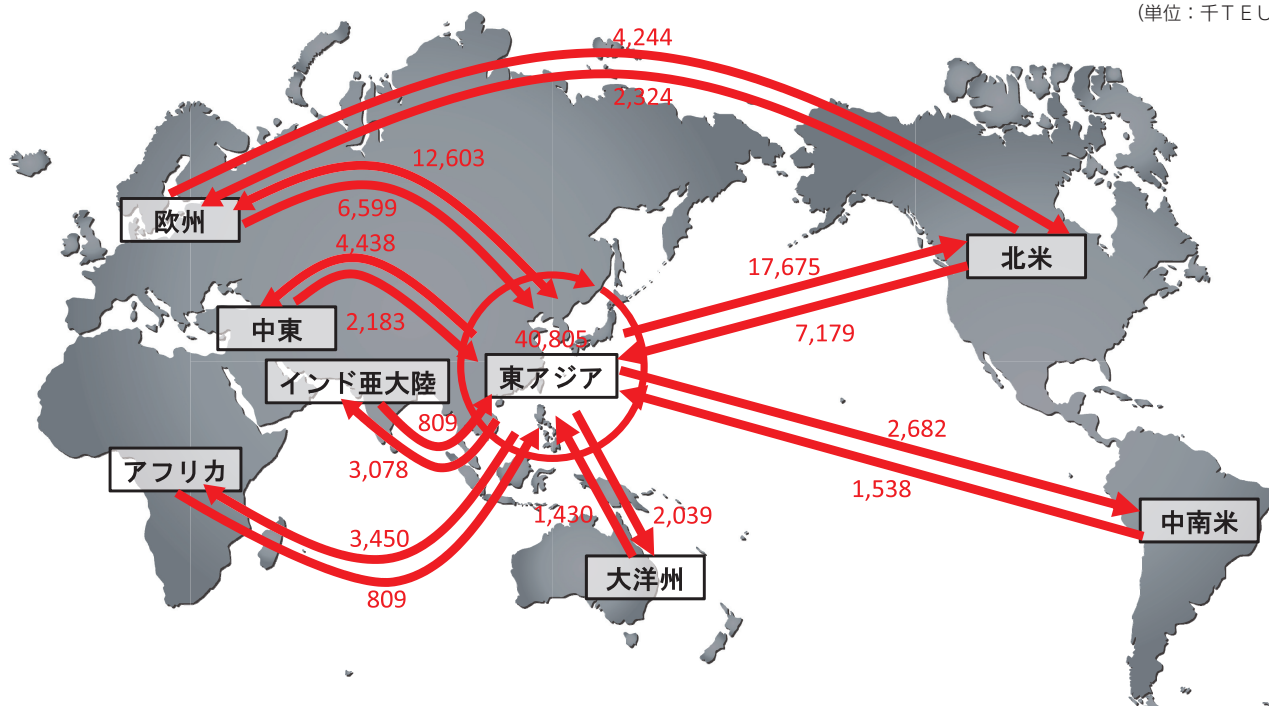 (単位：千ＴＥＵ
4,244
2,324
12,603
6,599
欧州
4,438
北米
17,675
2,183
中東
7,179
40,805
東アジア
インド亜大陸
809
3,078
2,682
アフリカ
1,538
1,430
2,039
中南米
3,450
大洋州
809